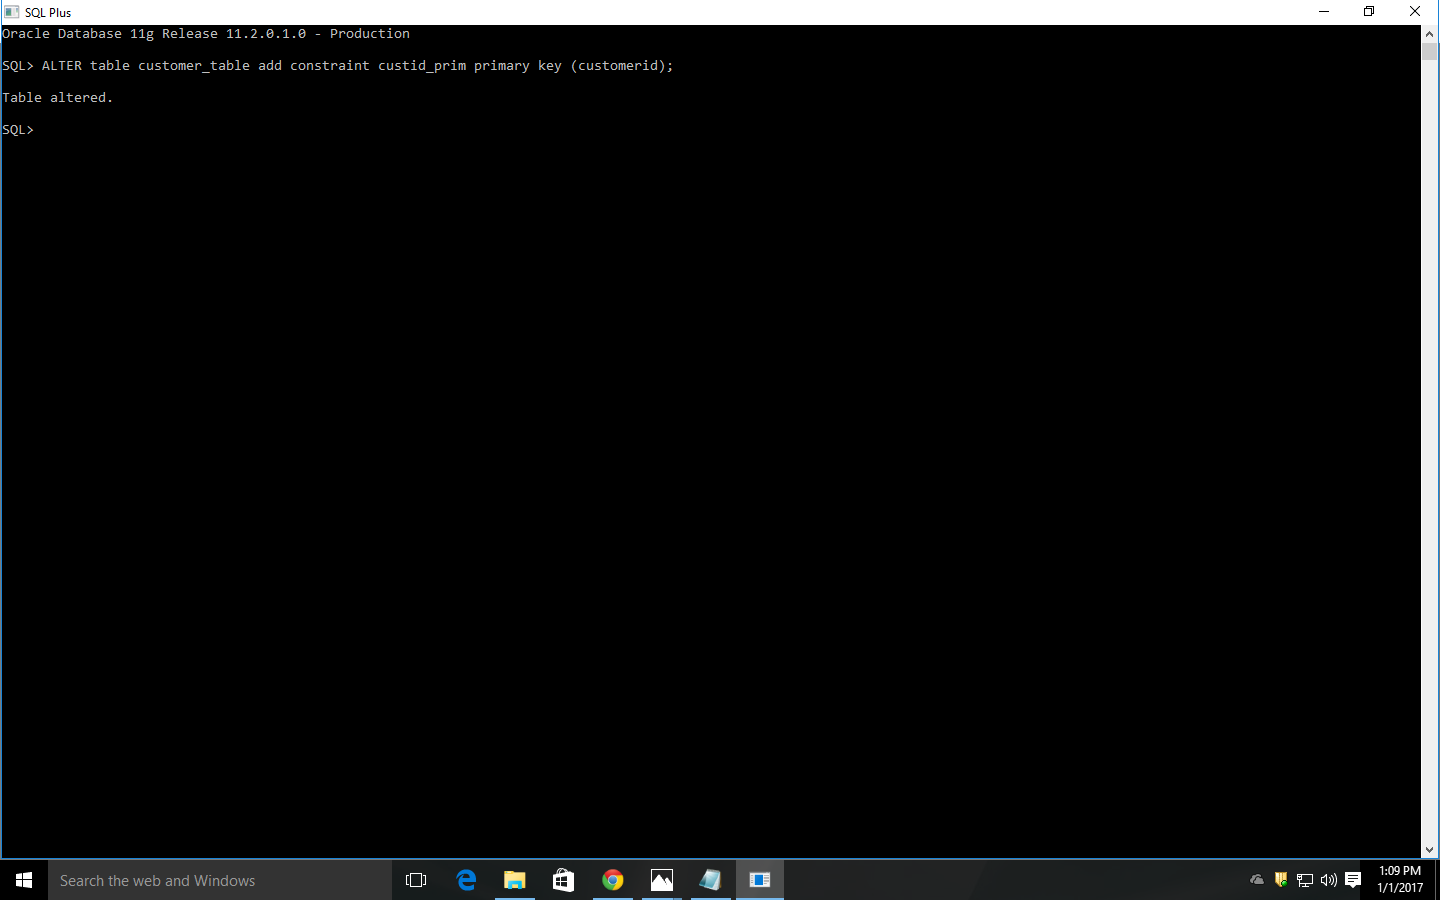 SQL Plus
Oracle Database 11g Release 11.2.0.1.0 - Production
SQL> ALTER table customer_table add constraint custid_prim primary key (customerid);
Table altered.
SQL>
Search the web and Windows
1:09 PM
1/1/2017